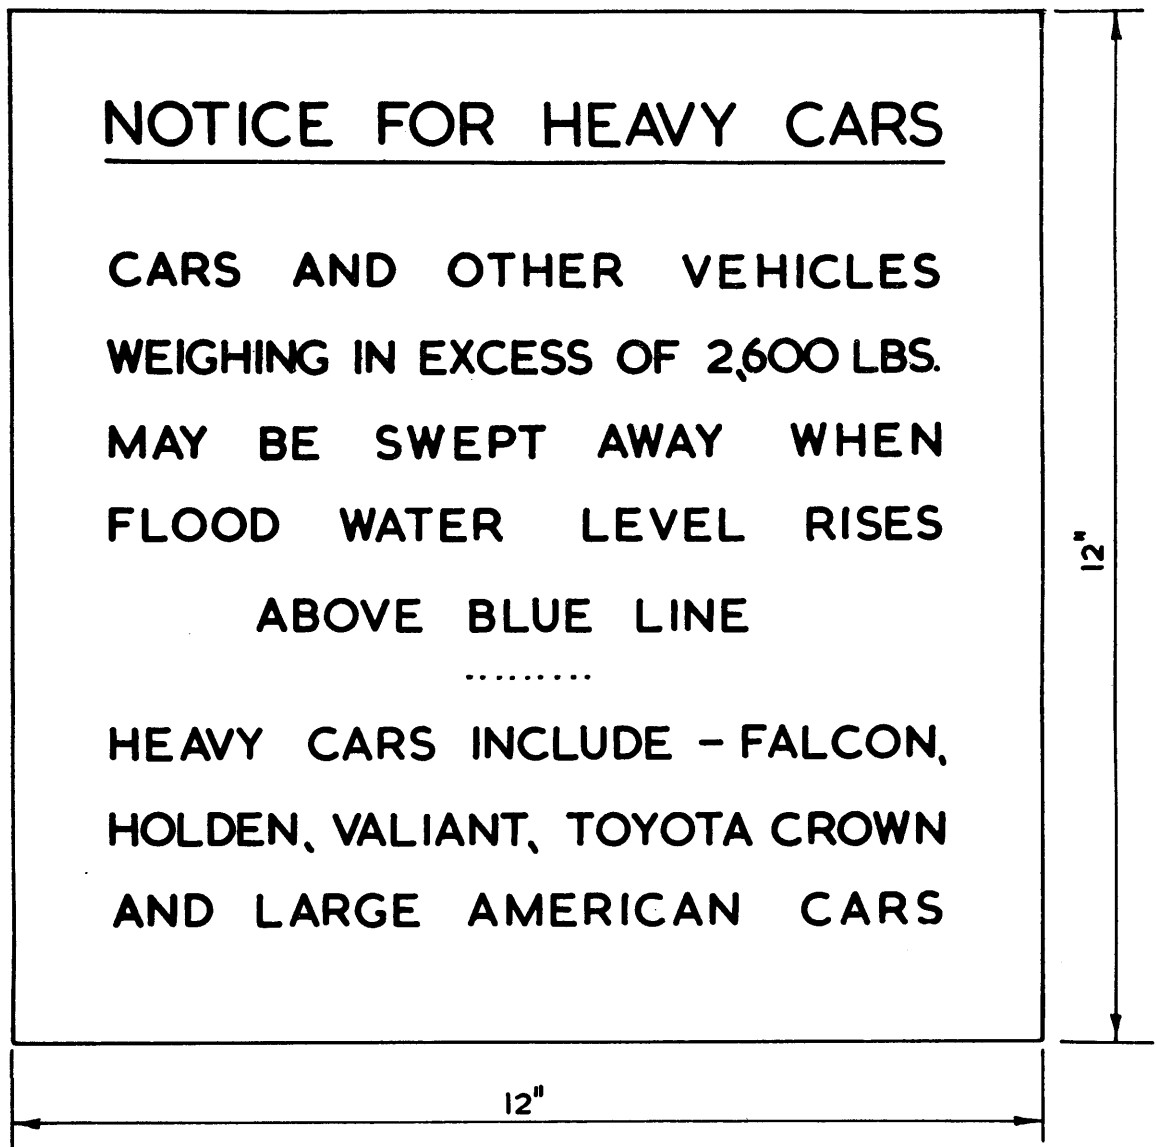 NOTICE FOR HEAVY CARS
CARS AND OTHER VEHICLES
WEIGHING IN EXCESS OF 2,600 LBS.
MAY BE SWEPT AWAY WHEN
FLOOD WATER LEVEL RISES
ABOVE BLUE LINE
.........
HEAVY CARS INCLUDE – FALCON,
HOLDEN, VALIANT, TOYOTA CROWN
AND LARGE AMERICAN CARS
12"
12"